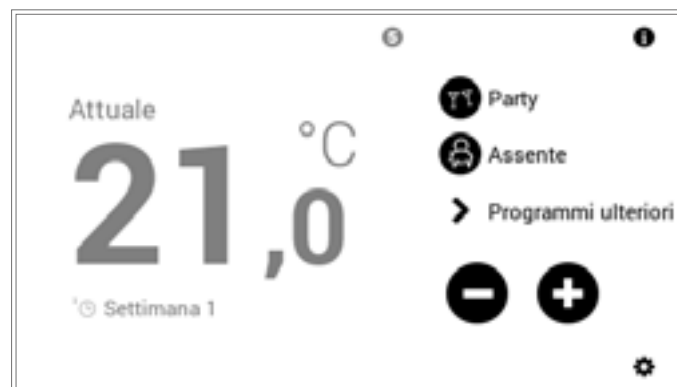 Attuale
21,0 °C
Settimana 1
Party
Assente
Programmi ulteriori